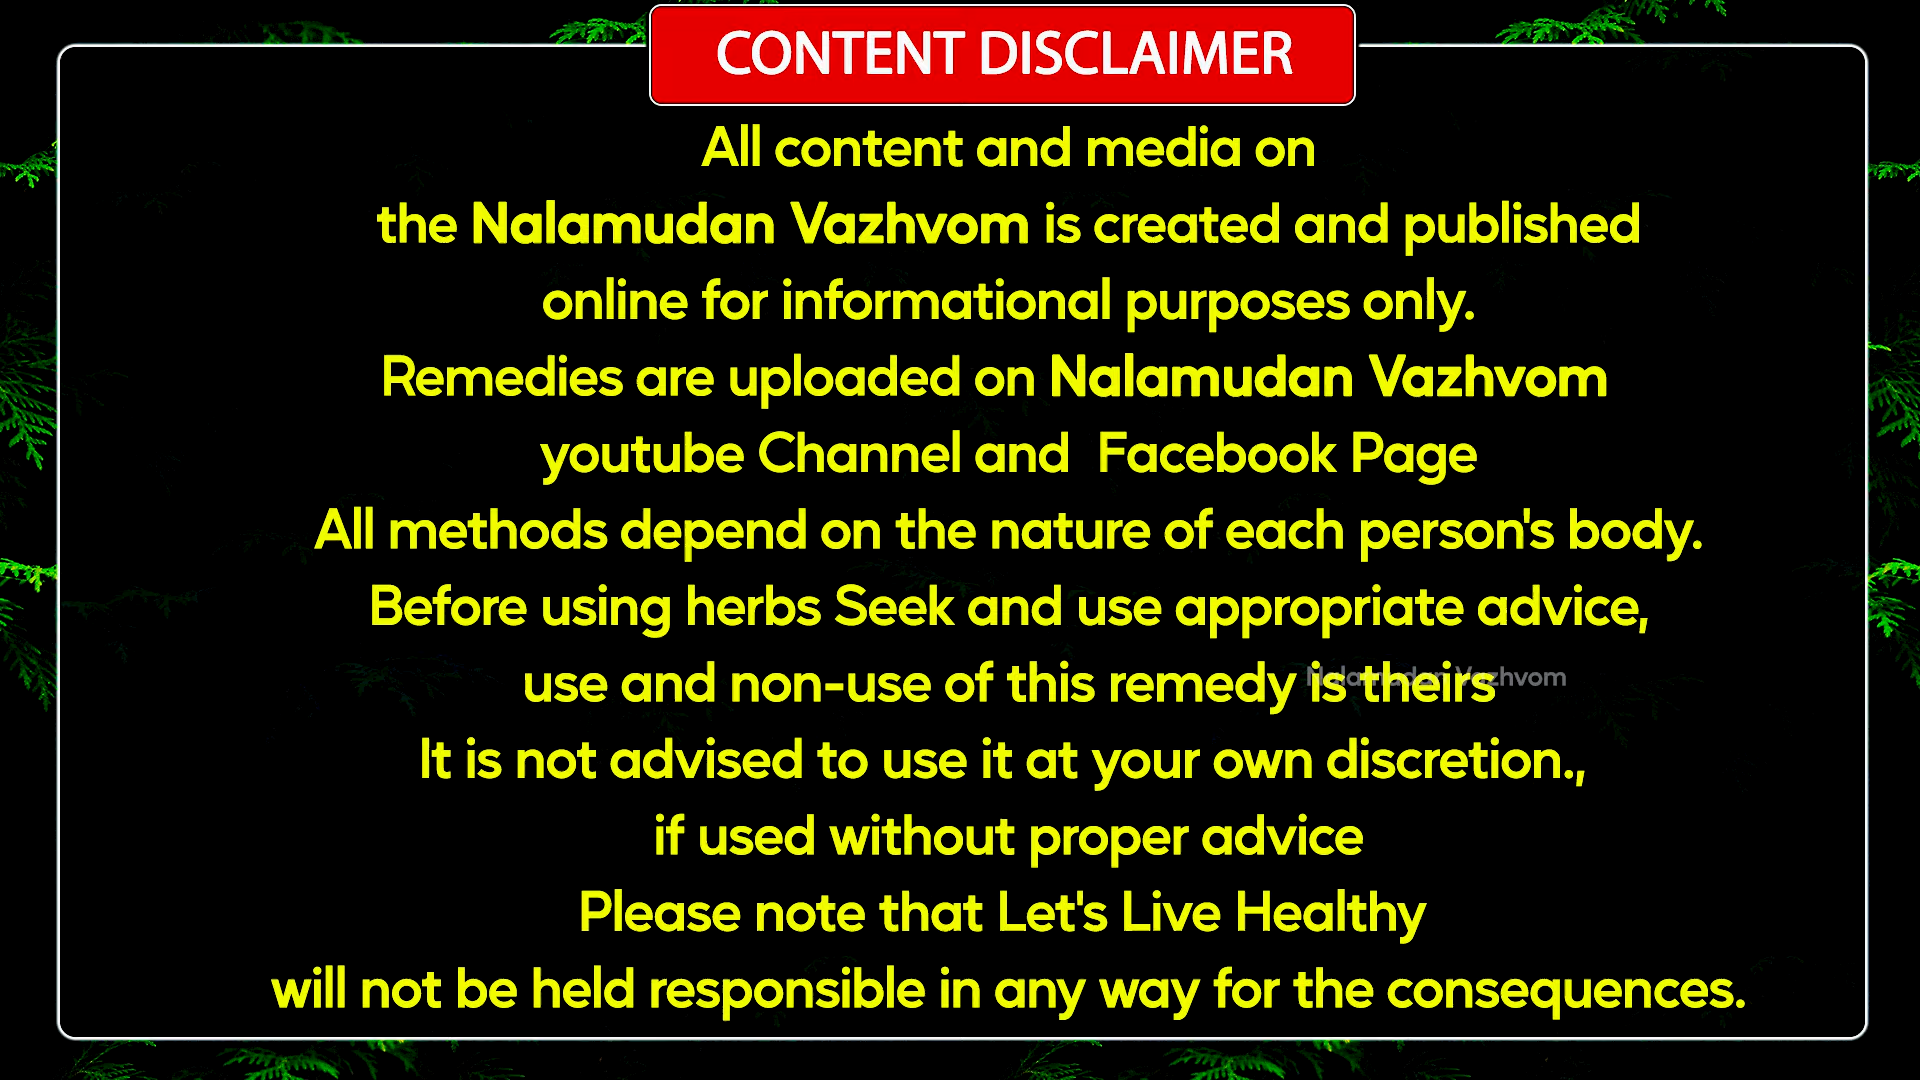 CONTENT DISCLAIMER
All content and media on
the Nalamudan Vazhvom is created and published
online for informational purposes only.
Remedies are uploaded on Nalamudan Vazhvom
youtube Channel and  Facebook Page
All methods depend on the nature of each person's body.
Before using herbs Seek and use appropriate advice,
use and non-use of this remedy is theirs
Nalamudan Vazhvom
It is not advised to use it at your own discretion.,
if used without proper advice
Please note that Let's Live Healthy
will not be held responsible in any way for the consequences.